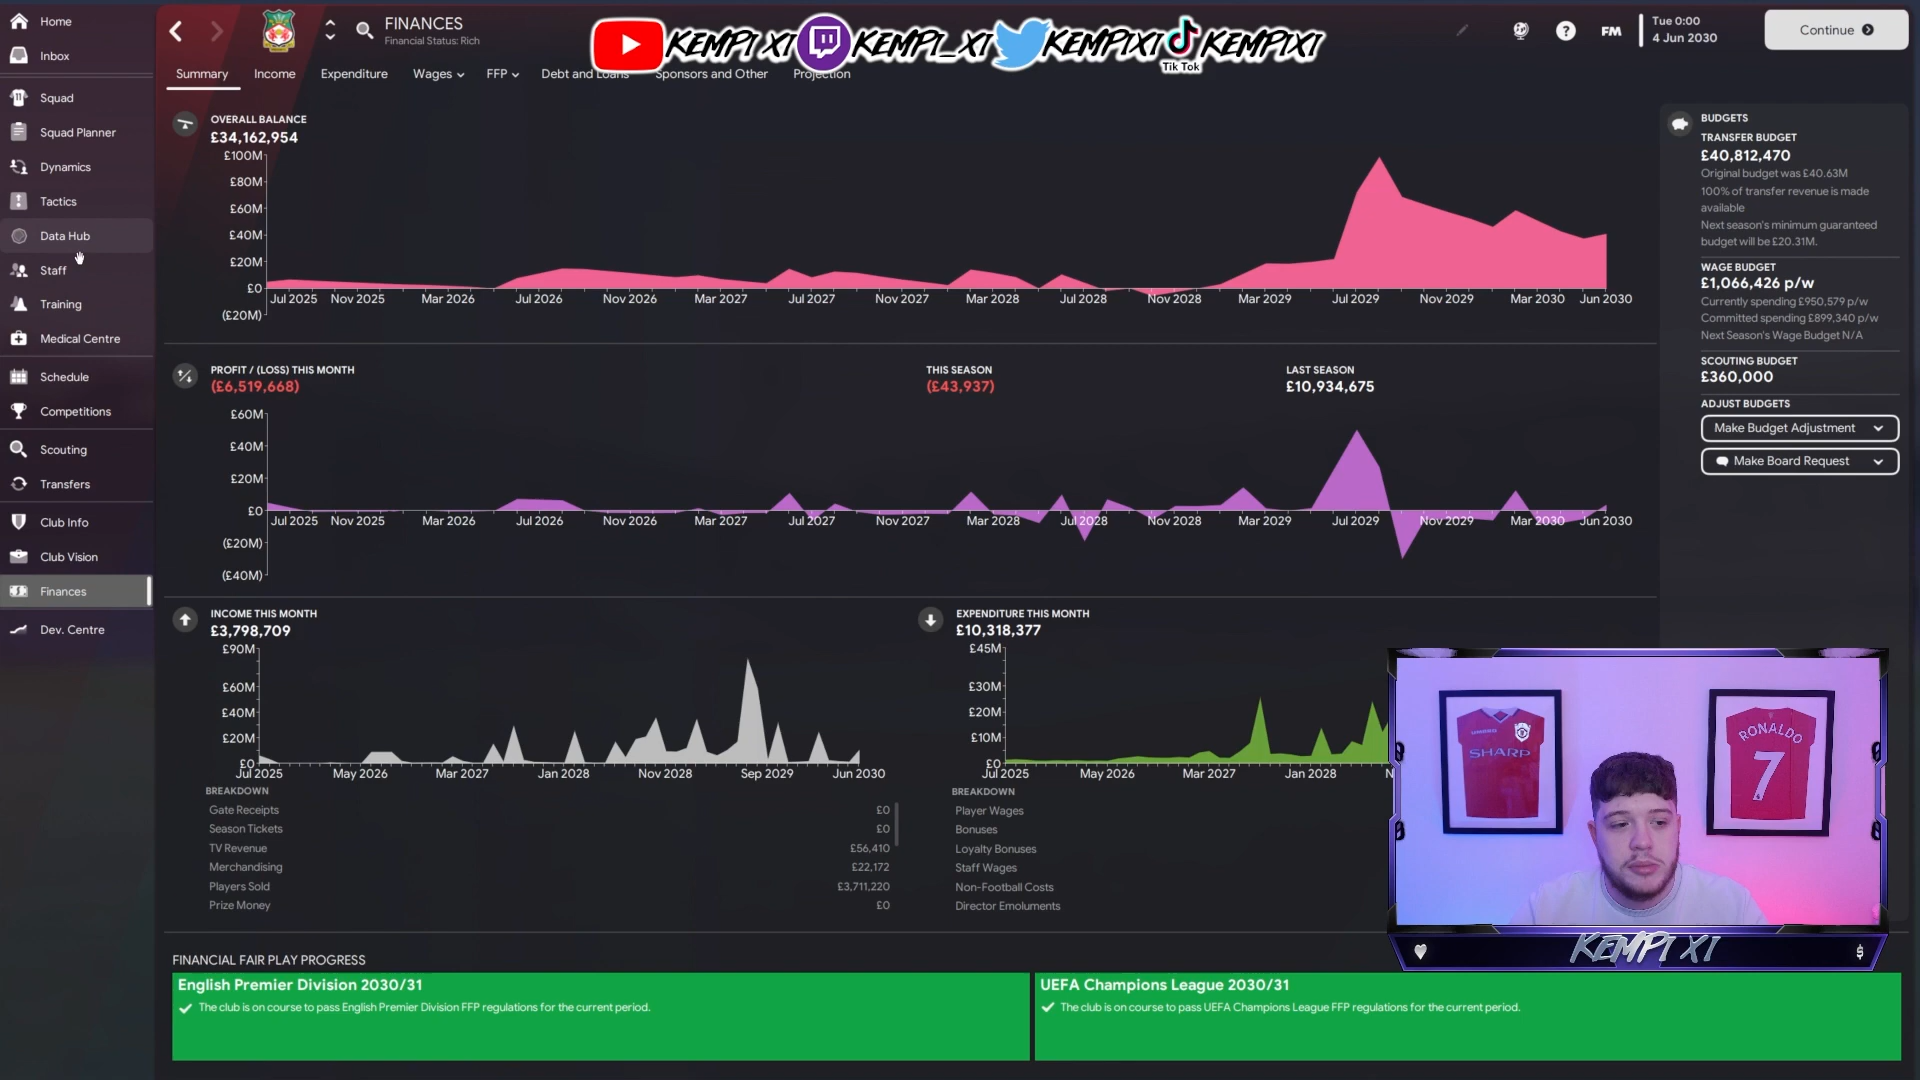 Home
Inbox
Squad
Squad Planner
Dynamics
Tactics
Data Hub
Staff
Training
Medical Centre
Schedule
Competitions
Scouting
Transfers
Club Info
Club Vision
Finances
Dev. Centre
FINANCES
Financial Status: Rich
KEMPI XI KEMPI_XI KEMPIXI KEMPIXI
Tik Tok
FM
Tue 0:00
4 Jun 2030
Continue
Summary Income Expenditure Wages FFP Debt and Loans Sponsors and Other Projection
OVERALL BALANCE
£34,162,954
£100M
£80M
£60M
£40M
£20M
£0
(£20M)
Jul 2025 Nov 2025 Mar 2026 Jul 2026 Nov 2026 Mar 2027 Jul 2027 Nov 2027 Mar 2028 Jul 2028 Nov 2028 Mar 2029 Jul 2029 Nov 2029 Mar 2030 Jun 2030
PROFIT / (LOSS) THIS MONTH
(£6,519,668)
THIS SEASON
(£43,937)
LAST SEASON
£10,934,675
£60M
£40M
£20M
£0
(£20M)
(£40M)
Jul 2025 Nov 2025 Mar 2026 Jul 2026 Nov 2026 Mar 2027 Jul 2027 Nov 2027 Mar 2028 Jul 2028 Nov 2028 Mar 2029 Jul 2029 Nov 2029 Mar 2030 Jun 2030
INCOME THIS MONTH
£3,798,709
£90M
£60M
£40M
£20M
£0
Jul 2025 May 2026 Mar 2027 Jan 2028 Nov 2028 Sep 2029 Jun 2030
BREAKDOWN
Gate Receipts £0
Season Tickets £0
TV Revenue £56,410
Merchandising £22,172
Players Sold £3,711,220
Prize Money £0
EXPENDITURE THIS MONTH
£10,318,377
£45M
£30M
£20M
£10M
£0
Jul 2025 May 2026 Mar 2027 Jan 2028 N
BREAKDOWN
Player Wages
Bonuses
Loyalty Bonuses
Staff Wages
Non-Football Costs
Director Emoluments
BUDGETS
TRANSFER BUDGET
£40,812,470
Original budget was £40.63M
100% of transfer revenue is made
available
Next season's minimum guaranteed
budget will be £20.31M.
WAGE BUDGET
£1,066,426 p/w
Currently spending £950,579 p/w
Committed spending £899,340 p/w
Next Season's Wage Budget N/A
SCOUTING BUDGET
£360,000
ADJUST BUDGETS
Make Budget Adjustment
Make Board Request
SHARP
RONALDO
7
KEMPI XI
$
FINANCIAL FAIR PLAY PROGRESS
English Premier Division 2030/31
The club is on course to pass English Premier Division FFP regulations for the current period.
UEFA Champions League 2030/31
The club is on course to pass UEFA Champions League FFP regulations for the current period.